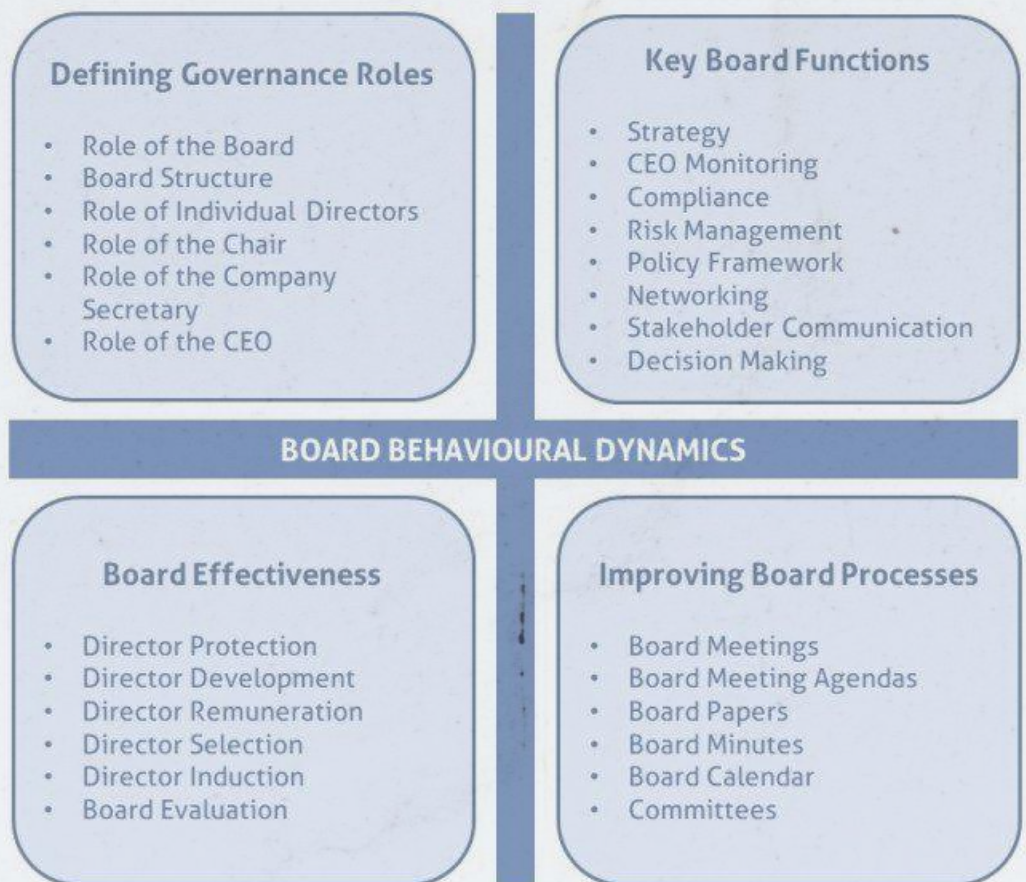 Defining Governance Roles
• Role of the Board
• Board Structure
• Role of Individual Directors
• Role of the Chair
• Role of the Company
Secretary
• Role of the CEO
Key Board Functions
• Strategy
• CEO Monitoring
• Compliance
• Risk Management
• Policy Framework
• Networking
• Stakeholder Communication
• Decision Making
BOARD BEHAVIOURAL DYNAMICS
Board Effectiveness
• Director Protection
• Director Development
• Director Remuneration
• Director Selection
• Director Induction
• Board Evaluation
Improving Board Processes
• Board Meetings
• Board Meeting Agendas
• Board Papers
• Board Minutes
• Board Calendar
• Committees